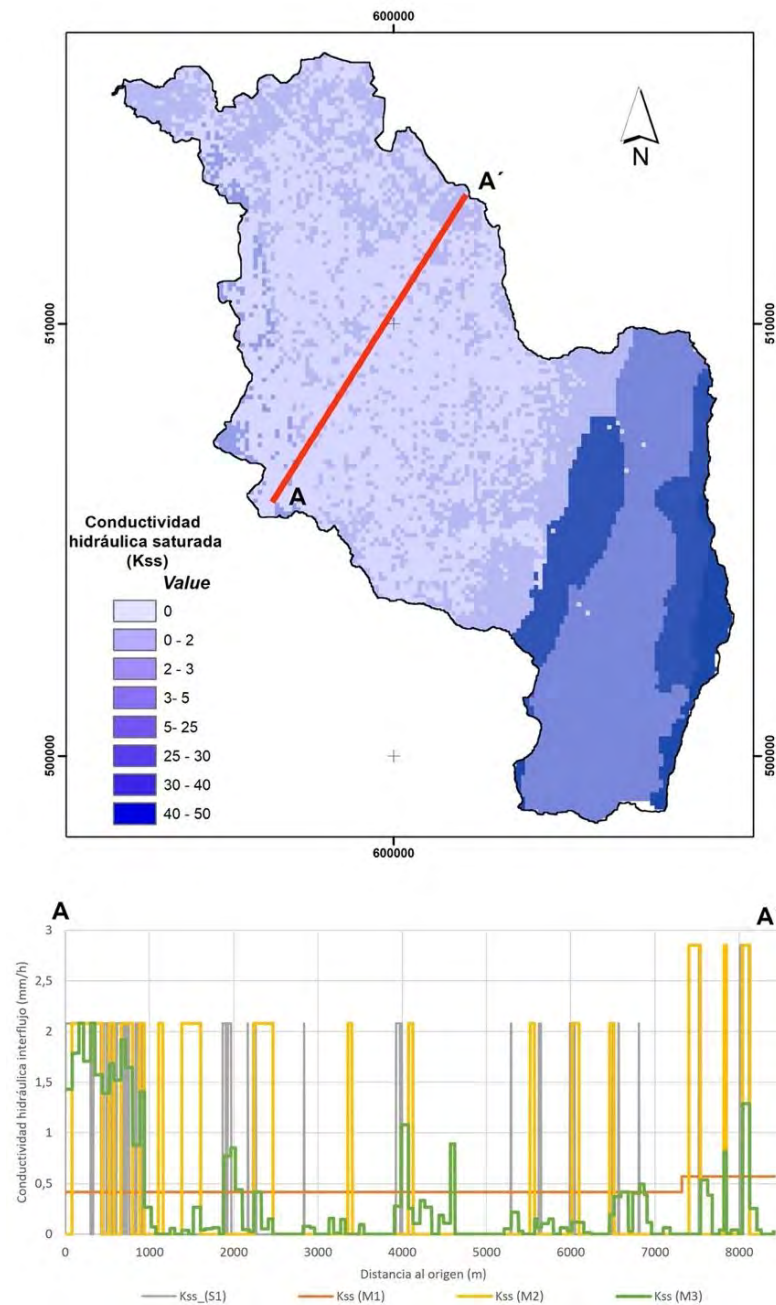 600000
N
A´
510000
510000
A
Conductividad
hidráulica saturada
(Kss)
Value
0
0 - 2
2 - 3
3- 5
5- 25
25 - 30
30 - 40
40 - 50
500000
500000
600000
A
A
Conductividad hidráulica interflujo (mm/h)
3
2,5
2
1,5
1
0,5
0
0
1000
2000
3000
4000
5000
6000
7000
8000
Distancia al origen (m)
Kss_(S1)
Kss (M1)
Kss (M2)
Kss (M3)